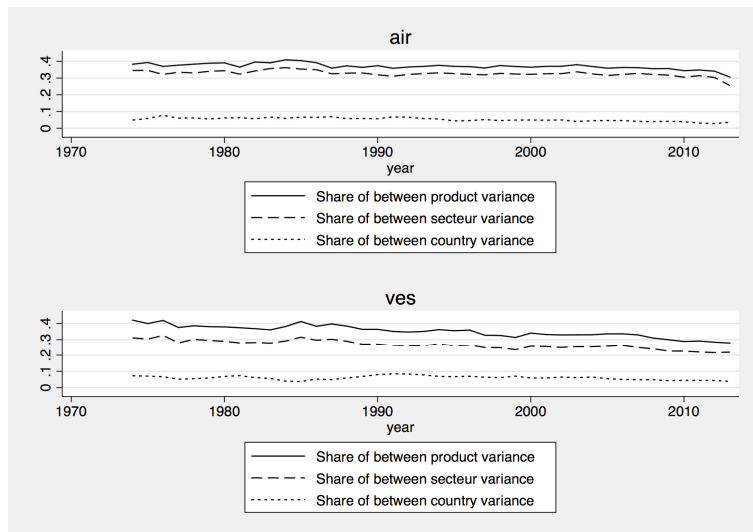 air
.4
.3
.2
.1
0
1970 1980 1990 2000 2010
year
Share of between product variance
Share of between secteur variance
Share of between country variance
ves
.4
.3
.2
.1
0
1970 1980 1990 2000 2010
year
Share of between product variance
Share of between secteur variance
Share of between country variance